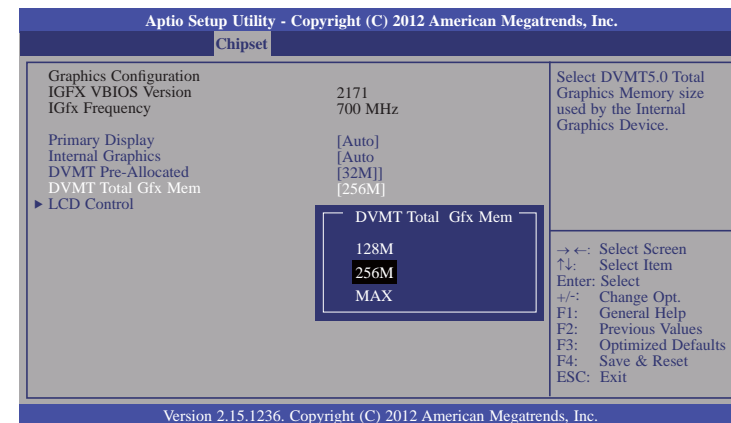 Aptio Setup Utility - Copyright (C) 2012 American Megatrends, Inc.
Chipset
Graphics Configuration
IGFX VBIOS Version 2171
IGfx Frequency 700 MHz
Primary Display [Auto]
Internal Graphics [Auto
DVMT Pre-Allocated [32M]]
DVMT Total Gfx Mem [256M]
▶ LCD Control
DVMT Total Gfx Mem
128M
256M
MAX
Select DVMT5.0 Total
Graphics Memory size
used by the Internal
Graphics Device.
→←: Select Screen
↑↓: Select Item
Enter: Select
+/-: Change Opt.
F1: General Help
F2: Previous Values
F3: Optimized Defaults
F4: Save & Reset
ESC: Exit
Version 2.15.1236. Copyright (C) 2012 American Megatrends, Inc.